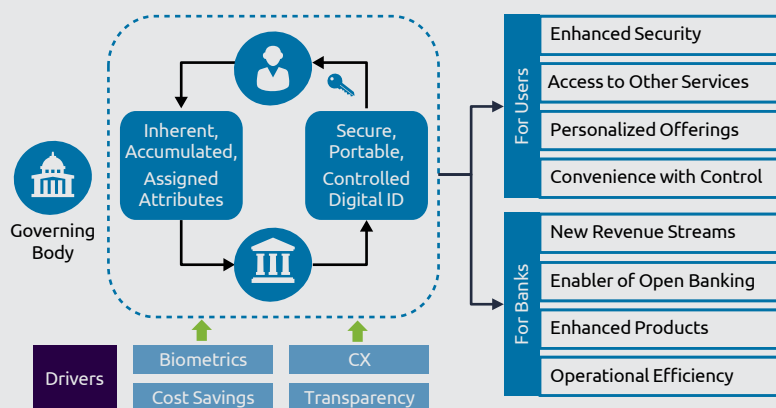 Inherent,
Accumulated,
Assigned
Attributes
Secure,
Portable,
Controlled
Digital ID
Governing
Body
Drivers
Biometrics
CX
Cost Savings
Transparency
For Users
Enhanced Security
Access to Other Services
Personalized Offerings
Convenience with Control
For Banks
New Revenue Streams
Enabler of Open Banking
Enhanced Products
Operational Efficiency